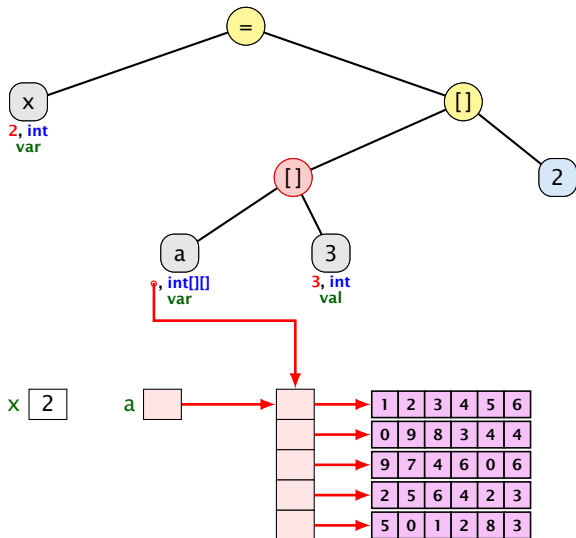 =
x
[]
2, int
var
[]
2
a
3
, int[][]
var
3, int
val
x 2 a
1 2 3 4 5 6
0 9 8 3 4 4
9 7 4 6 0 6
2 5 6 4 2 3
5 0 1 2 8 3